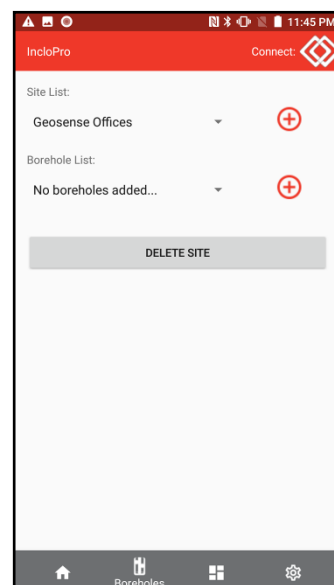 11:45 PM
IncloPro
Connect:
Site List:
Geosense Offices
Borehole List:
No boreholes added...
DELETE SITE
Boreholes